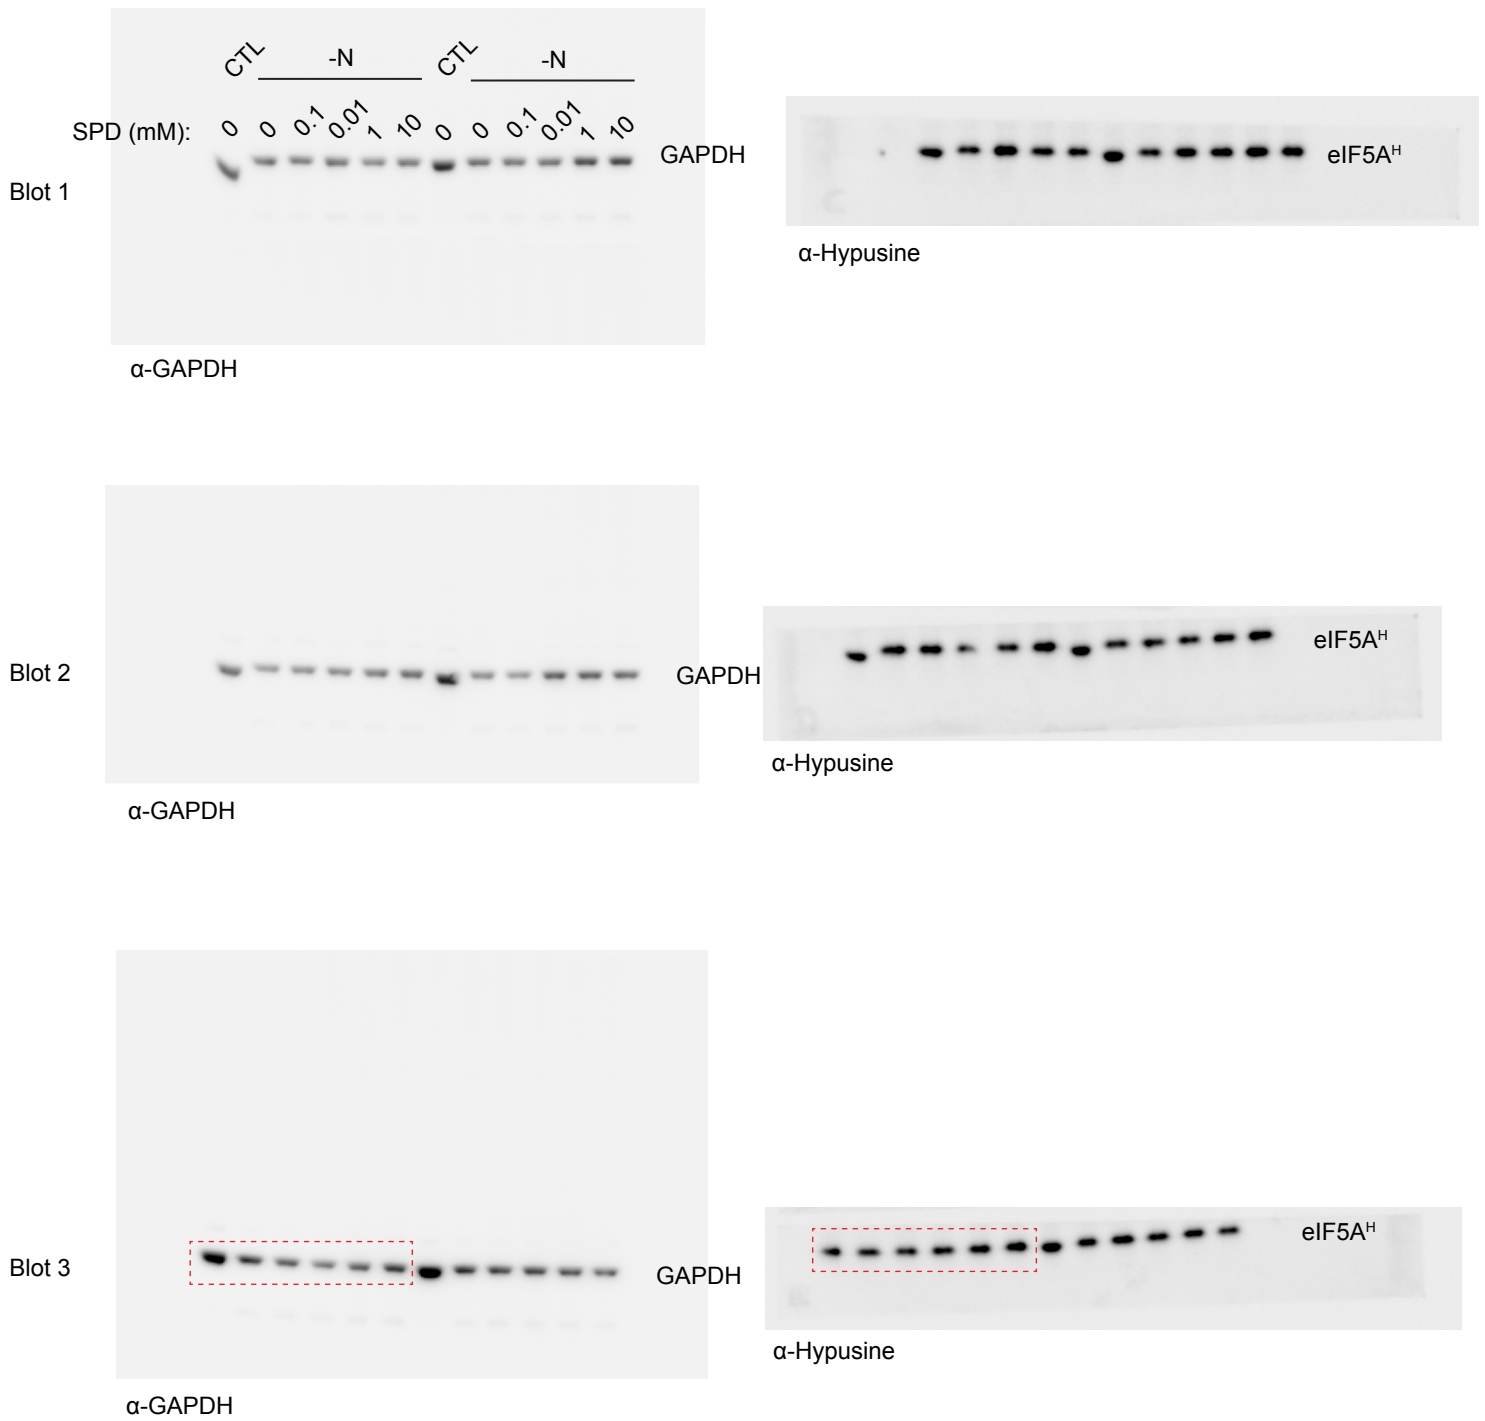 CTL -N CTL -N
SPD (mM): 0 0 0.1 0.01 1 10 0 0 0.1 0.01 1 10
GAPDH
eIF5Aᴴ
Blot 1
α-Hypusine
α-GAPDH
eIF5Aᴴ
Blot 2
GAPDH
α-Hypusine
α-GAPDH
eIF5Aᴴ
Blot 3
GAPDH
α-Hypusine
α-GAPDH